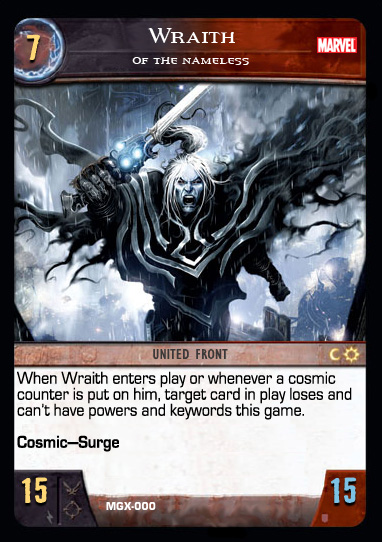 7
Wraith
MARVEL
Of the Nameless
UNITED FRONT
When Wraith enters play or whenever a cosmic
counter is put on him, target card in play loses and
can't have powers and keywords this game.
Cosmic—Surge
15
MGX-000
15